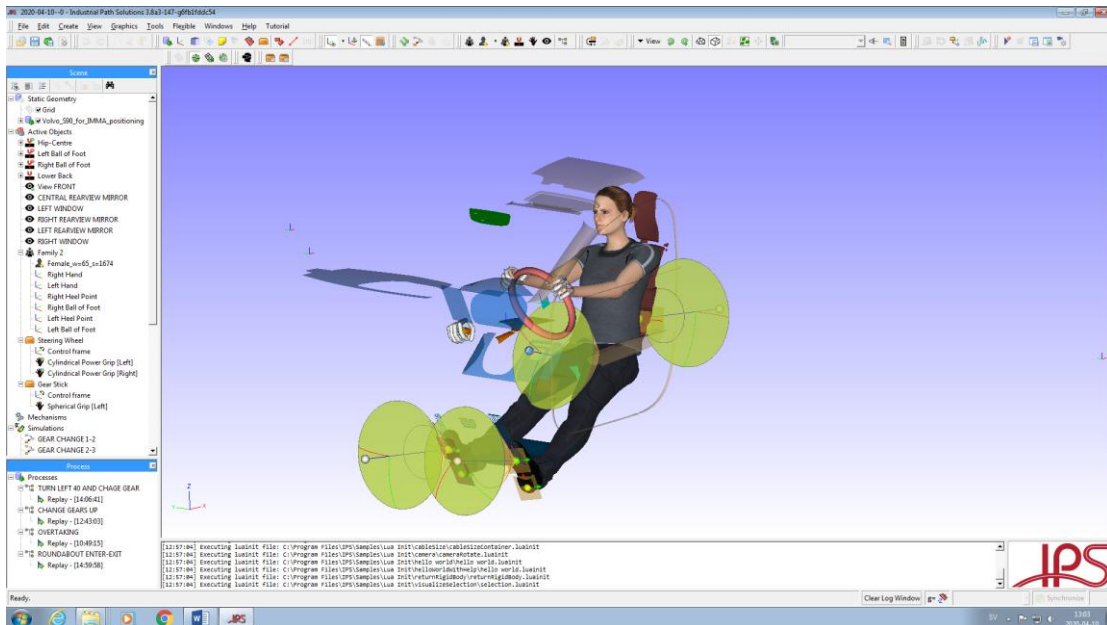 2020-04-10--0 - Industrial Path Solutions 3.8a3-147-g6fb1fddc54
File Edit Create View Graphics Tools Flexible Windows Help Tutorial
View
Scene
Static Geometry
Grid
Volvo_S90_for_IMMA_positioning
Active Objects
Hip-Centre
Left Ball of Foot
Right Ball of Foot
Lower Back
View FRONT
CENTRAL REARVIEW MIRROR
LEFT WINDOW
RIGHT REARVIEW MIRROR
LEFT REARVIEW MIRROR
RIGHT WINDOW
Family 2
Female_w=65_s=1674
Right Hand
Left Hand
Right Heel Point
Right Ball of Foot
Left Heel Point
Left Ball of Foot
Steering Wheel
Control frame
Cylindrical Power Grip [Left]
Cylindrical Power Grip [Right]
Gear Stick
Control frame
Spherical Grip [Left]
Mechanisms
Simulations
GEAR CHANGE 1-2
GEAR CHANGE 2-3
Process
Processes
TURN LEFT 40 AND CHAGE GEAR
Replay - [14:06:41]
CHANGE GEARS UP
Replay - [12:43:03]
OVERTAKING
Replay - [10:49:15]
ROUNDABOUT ENTER-EXIT
Replay - [14:59:58]
Z
Y
X
[12:57:04] Executing luainit file: C:\Program Files\IPS\Samples\Lua Init\cableSize\cableSizeContainer.luainit
[12:57:04] Executing luainit file: C:\Program Files\IPS\Samples\Lua Init\camera\cameraRotate.luainit
[12:57:04] Executing luainit file: C:\Program Files\IPS\Samples\Lua Init\hello world\hello world.luainit
[12:57:04] Executing luainit file: C:\Program Files\IPS\Samples\Lua Init\helloworldwithhelp\hello world.luainit
[12:57:04] Executing luainit file: C:\Program Files\IPS\Samples\Lua Init\returnRigidBody\returnRigidBody.luainit
[12:57:04] Executing luainit file: C:\Program Files\IPS\Samples\Lua Init\visualizeselection\selection.luainit
IPS
Ready.
Clear Log Window
g=
Synchronize
IPS
SV
13:03
2020-04-10